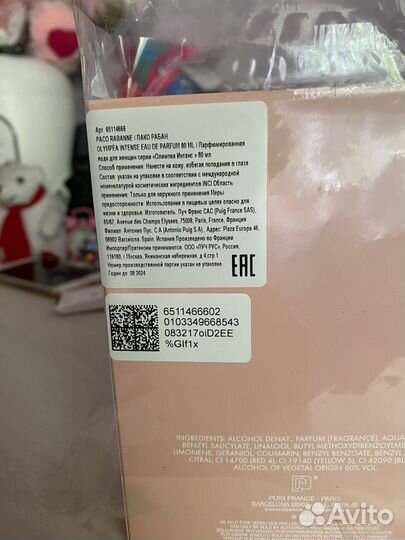 Арт. 65114666
PACO RABANNE / ПАКО РАБАН
OLYMPEA INTENSE EAU DE PARFUM 80 ML / Парфюмированная
вода для женщин серии «Олимпеа Интанс » 80 мл
Способ применения: Нанести на кожу, избегая попадания в глаза
Состав: указан на упаковке в соответствии с международной
номенклатурой косметических ингредиентов INCI. Область
применения: Только для наружного применения. Меры
предосторожности: Использование в пищевых целях опасно для
жизни и здоровья. Изготовитель: Пуч Франс САС (Puig France SAS),
65/67, Avenue des Champs Elysees, 75008, Paris, France, Франция
Филиал: Антонио Пуч, С.А (Antonio Puig S A) , Адрес: Plaza Europa 46,
08902 Barcelona, Spain, Испания Произведено во Франции
Импортер/Претензии принимаются: ООО «ПУЧ РУС», Россия,
119180, г Москва, Якиманская набережная, д.4,стр.1
Номер производственной партии указан на упаковке
Годен до: 08.2024
EAC
6511466602
0103349668543
083217oiD2EE
%GIf1x
INGREDIENTS: ALCOHOL DENAT., PARFUM (FRAGRANCE), AQUA
BENZYL SALICYLATE, LINALOOL, BUTYL METHOXYDIBENZOYLME
LIMONENE, GERANIOL, COUMARIN, BENZYL BENZOATE, BENZYL
CITRAL, CI 14700 (RED 4), CI 19140 (YELLOW 5), CI 42090 (BL
ALCOHOL OF VEGETAL ORIGIN 80% VOL
PUIG FRANCE - PARIS
BARCELONA
Avito